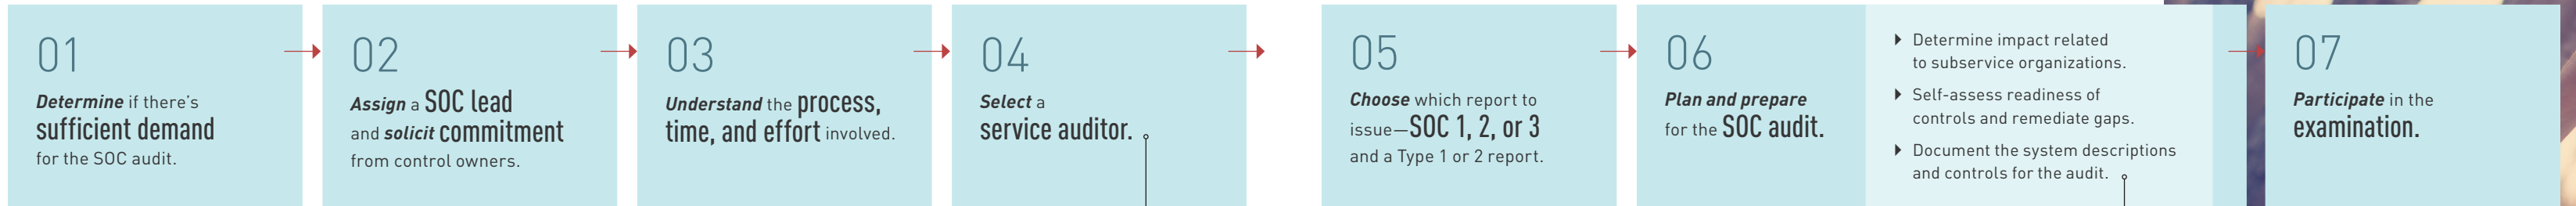 01
Determine if there's
sufficient demand
for the SOC audit.
02
Assign a SOC lead
and solicit commitment
from control owners.
03
Understand the process,
time, and effort involved.
04
Select a
service auditor.
05
Choose which report to
issue—SOC 1, 2, or 3
and a Type 1 or 2 report.
06
Plan and prepare
for the SOC audit.
Determine impact related
to subservice organizations.
Self-assess readiness of
controls and remediate gaps.
Document the system descriptions
and controls for the audit.
07
Participate in the
examination.